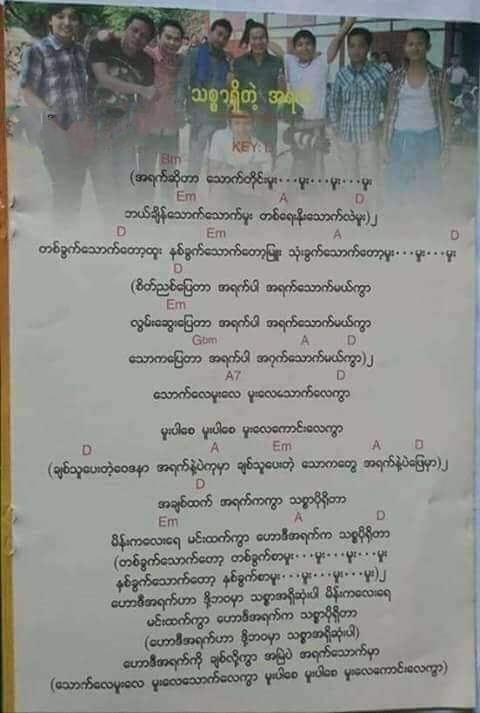 သစ္စာရှိတဲ့ အရက်
KEY: D
Bm
(အရက်ဆိုတာ သောက်တိုင်းမူး・・・မူး・・・မူး・・・မူး
Em A D
ဘယ်ချိန်သောက်သောက်မူး တစ်ရေးနိုးသောက်လဲမူး)၂
D Em A D
တစ်ခွက်သောက်တော့ထူး နှစ်ခွက်သောက်တော့မြူး သုံးခွက်သောက်တော့မူး・・・မူး・・・မူး
D
(စိတ်ညစ်ပြေတာ အရက်ပါ အရက်သောက်မယ်ကွာ
Em
လွမ်းဆွေးပြေတာ အရက်ပါ အရက်သောက်မယ်ကွာ
Gbm A D
သောကပြေတာ အရက်ပါ အရက်သောက်မယ်ကွာ)၂
A7 D
သောက်လေမူးလေ မူးလေသောက်လေကွာ
မူးပါစေ မူးပါစေ မူးလေကောင်းလေကွာ
D A Em A D
(ချစ်သူပေးတဲ့ဝေဒနာ အရက်နဲ့ပဲကုမှာ ချစ်သူပေးတဲ့ သောကတွေ အရက်နဲ့ပဲဖြေမှာ)၂
D
အချစ်ထက် အရက်ကကွာ သစ္စာပိုရှိတာ
Em A D
မိန်းကလေးရေ မင်းထက်ကွာ ဟောဒီအရက်က သစ္စာပိုရှိတာ
(တစ်ခွက်သောက်တော့ တစ်ခွက်စာမူး・・・မူး・・・မူး・・・မူး
နှစ်ခွက်သောက်တော့ နှစ်ခွက်စာမူး・・・မူး・・・မူး・・・မူး)၂
ဟောဒီအရက်ဟာ ဒို့ဘဝမှာ သစ္စာအရှိဆုံးပါ မိန်းကလေးရေ
မင်းထက်ကွာ ဟောဒီအရက်က သစ္စာပိုရှိတာ
(ဟောဒီအရက်ဟာ ဒို့ဘဝမှာ သစ္စာအရှိဆုံးပါ)
ဟောဒီအရက်ကို ချစ်လို့ကွာ အမြဲပဲ အရက်သောက်မှာ
(သောက်လေမူးလေ မူးလေသောက်လေကွာ မူးပါစေ မူးပါစေ မူးလေကောင်းလေကွာ)